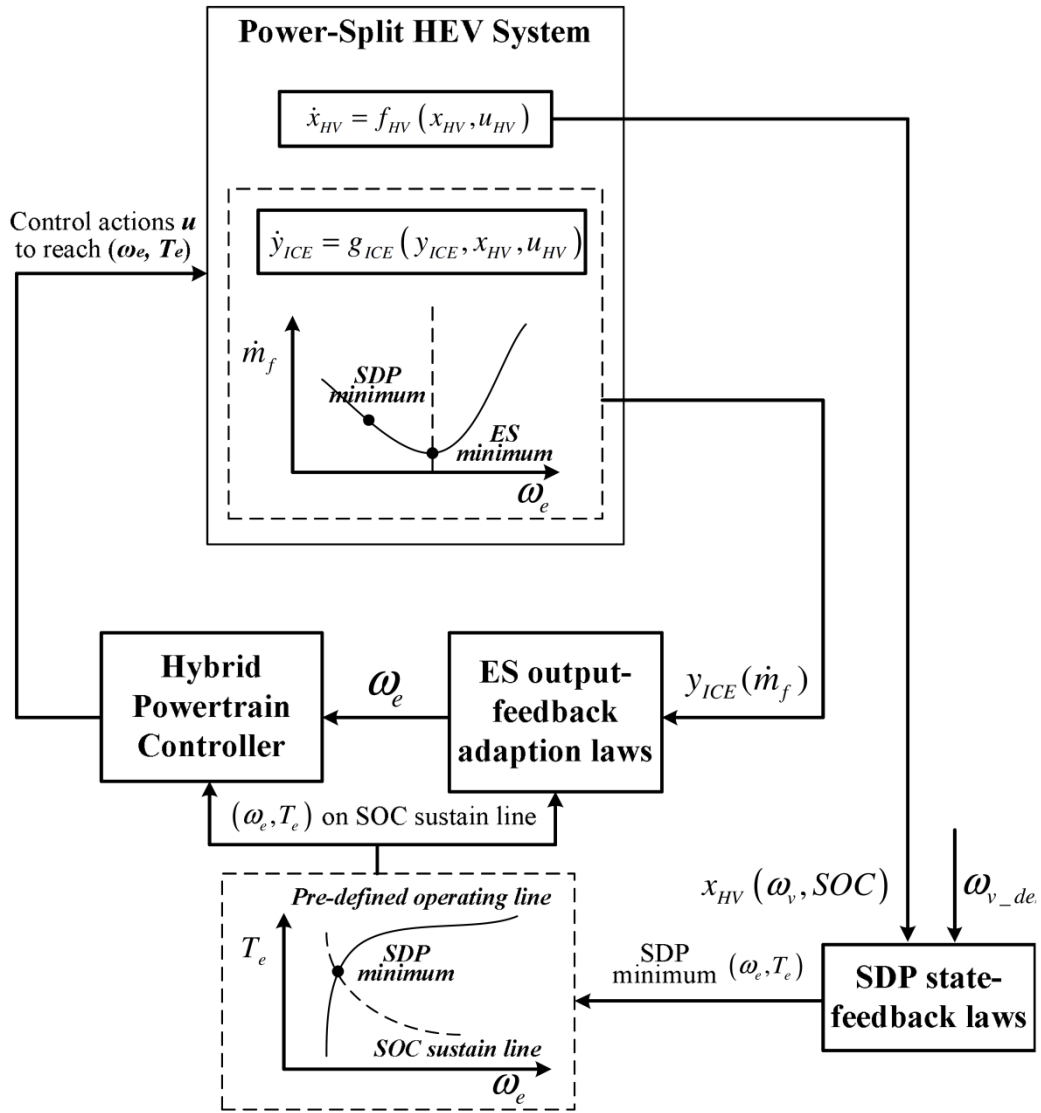 Power-Split HEV System
ẋ_HV = f_HV (x_HV, u_HV)
Control actions u
to reach (ωe, Te)
ẏ_ICE = g_ICE (y_ICE, x_HV, u_HV)
ṁ_f
SDP
minimum
ES
minimum
ω_e
Hybrid
Powertrain
Controller
ω_e
ES output-
feedback
adaption laws
y_ICE(ṁ_f)
(ω_e, T_e) on SOC sustain line
Pre-defined operating line
T_e
SDP
minimum
SOC sustain line
ω_e
x_HV (ω_v, SOC)
ω_v_de
SDP
minimum (ω_e, T_e)
SDP state-
feedback
laws